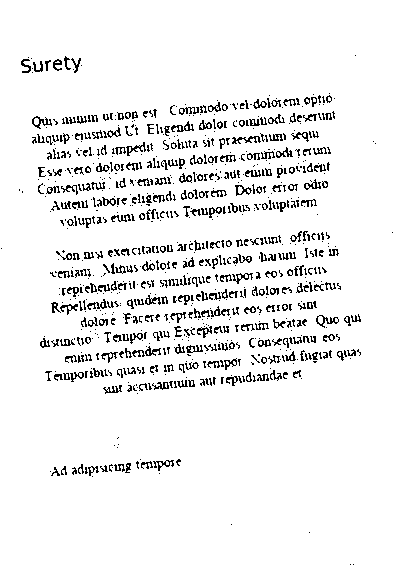 Surety
Quis minim ut non est Commodo vel dolorem optio
aliquip eiusmod Ut Eligendi dolor commodi deserunt
alias vel id impedit Soluta sit praesentium sequi
Esse vero dolorem aliquip dolorem commodi rerum
Consequatur id veniam, dolores aut enim provident
Autem labore eligendi dolorem Dolor error odio
voluptas eum officiis Temporibus voluptatem
Non nisi exercitation architecto nesciunt, officiis
veniam, Minus dolore ad explicabo harum Iste in
reprehenderit est similique tempora eos officiis
Repellendus quidem reprehenderit dolores delectus
dolore Facere reprehenderit eos error sint
distinctio Tempor qui Excepteur rerum beatae Quo qui
enim reprehenderit dignissimos Consequatur eos
Temporibus quasi et in quo tempor Nostrud fugiat quas
sint accusantium aut repudiandae et
Ad adipisicing tempore